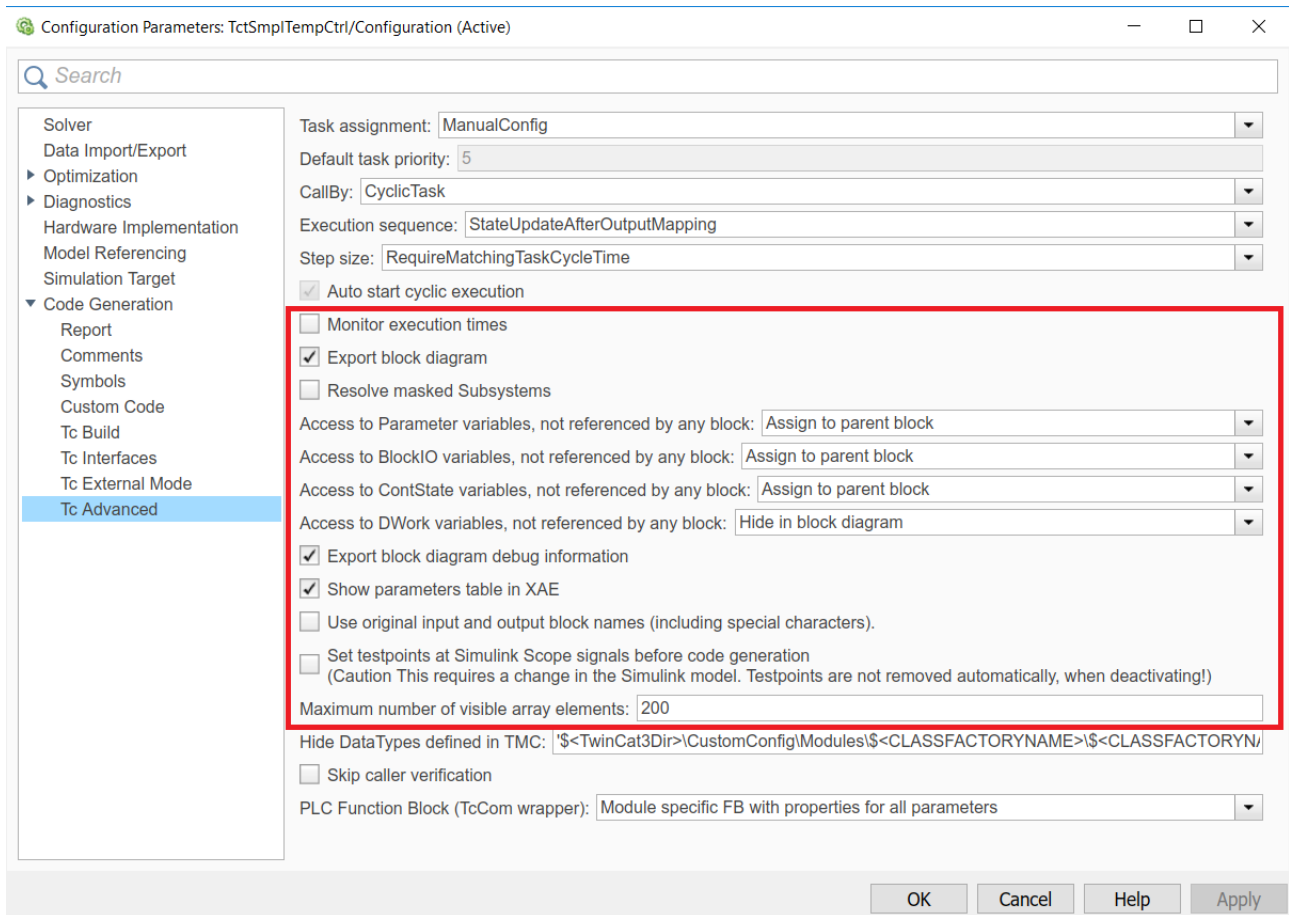 Configuration Parameters: TctSmplTempCtrl/Configuration (Active)
Search
Solver
Data Import/Export
Optimization
Diagnostics
Hardware Implementation
Model Referencing
Simulation Target
Code Generation
Report
Comments
Symbols
Custom Code
Tc Build
Tc Interfaces
Tc External Mode
Tc Advanced
Task assignment: ManualConfig
Default task priority: 5
CallBy: CyclicTask
Execution sequence: StateUpdateAfterOutputMapping
Step size: RequireMatchingTaskCycleTime
Auto start cyclic execution
Monitor execution times
Export block diagram
Resolve masked Subsystems
Access to Parameter variables, not referenced by any block: Assign to parent block
Access to BlockIO variables, not referenced by any block: Assign to parent block
Access to ContState variables, not referenced by any block: Assign to parent block
Access to DWork variables, not referenced by any block: Hide in block diagram
Export block diagram debug information
Show parameters table in XAE
Use original input and output block names (including special characters).
Set testpoints at Simulink Scope signals before code generation
(Caution This requires a change in the Simulink model. Testpoints are not removed automatically, when deactivating!)
Maximum number of visible array elements: 200
Hide DataTypes defined in TMC: '$<TwinCat3Dir>\CustomConfig\Modules\$<CLASSFACTORYNAME>\$<CLASSFACTORYN
Skip caller verification
PLC Function Block (TcCom wrapper): Module specific FB with properties for all parameters
OK Cancel Help Apply